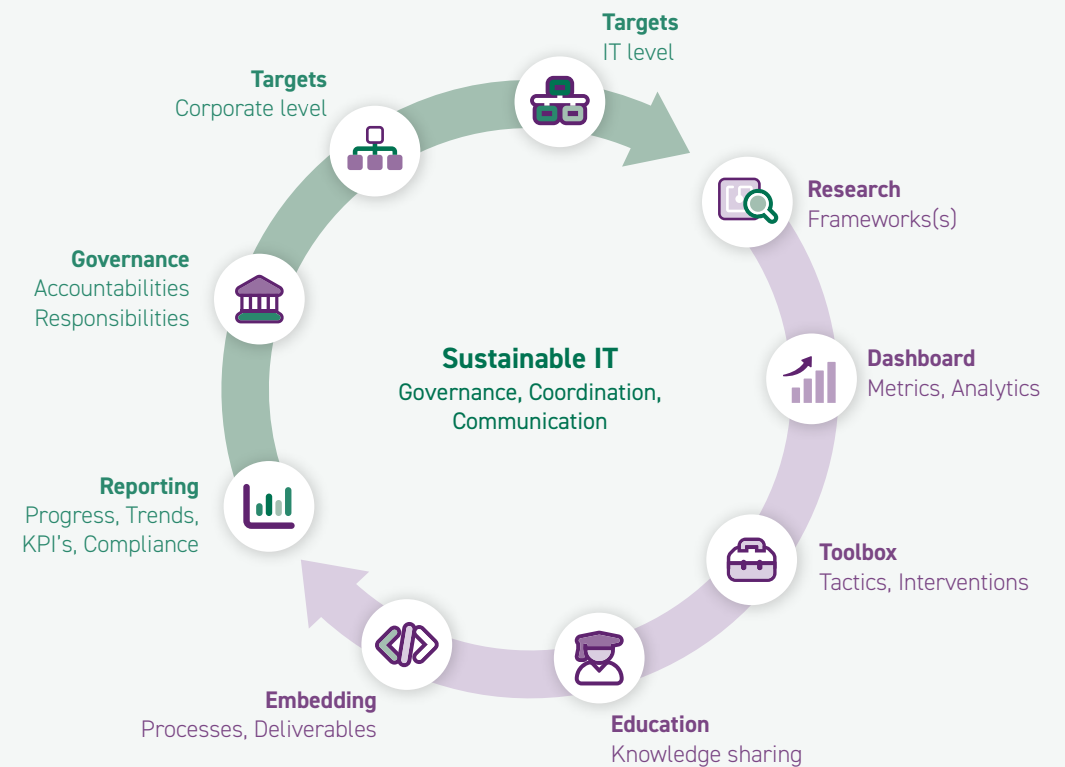 Targets
IT level
Targets
Corporate level
Research
Frameworks(s)
Governance
Accountabilities
Responsibilities
Sustainable IT
Governance, Coordination,
Communication
Dashboard
Metrics, Analytics
Reporting
Progress, Trends,
KPI's, Compliance
Toolbox
Tactics, Interventions
Embedding
Processes, Deliverables
Education
Knowledge sharing